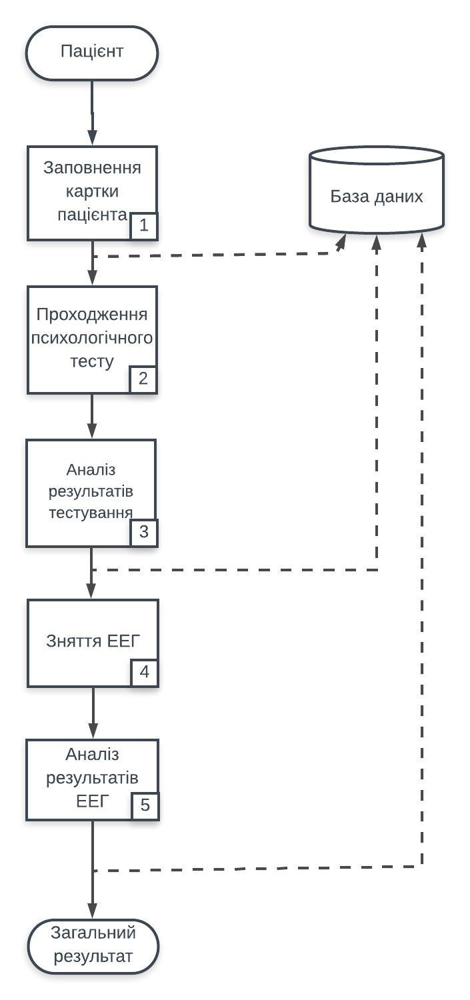 Пацієнт
Заповнення
картки
пацієнта
1
База даних
Проходження
психологічного
тесту
2
Аналіз
результатів
тестування
3
Зняття ЕЕГ
4
Аналіз
результатів
ЕЕГ
5
Загальний
результат